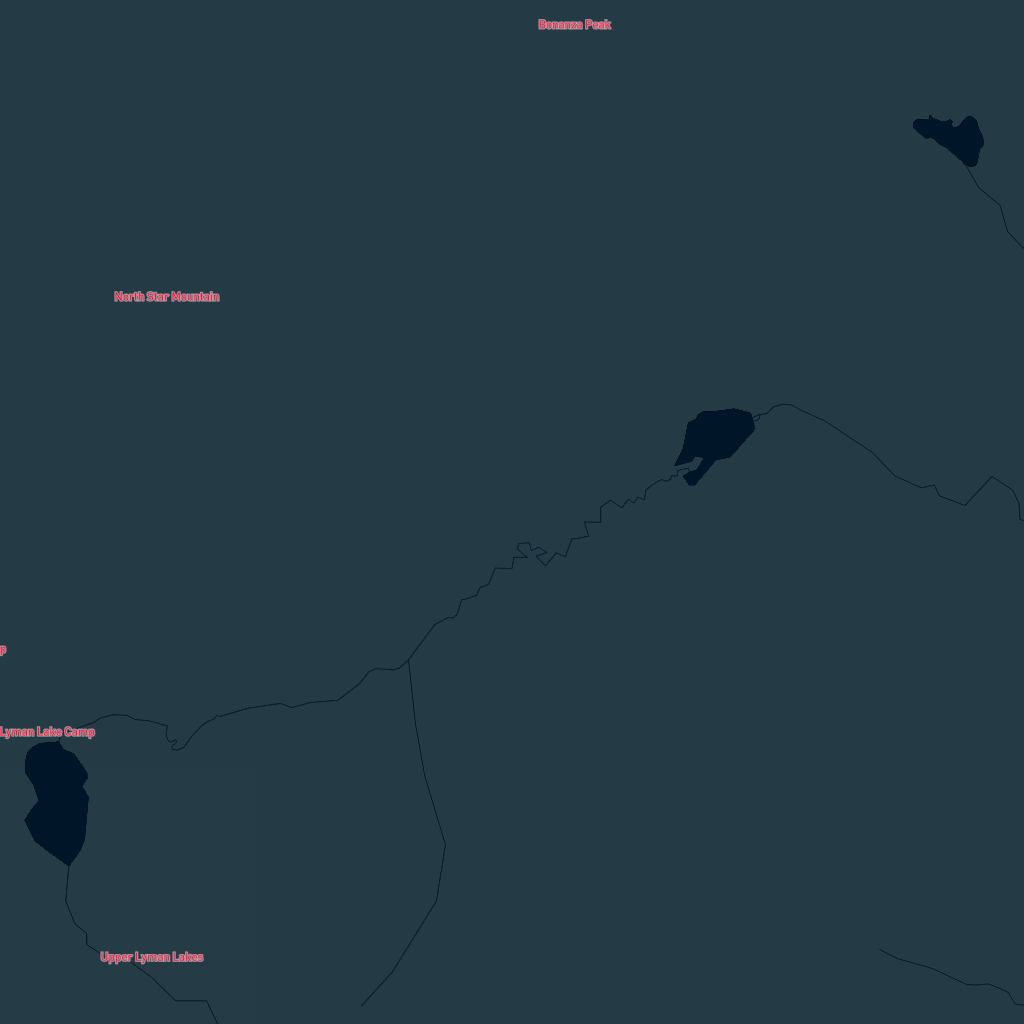 Bonanza Peak
North Star Mountain
p
Lyman Lake Camp
Upper Lyman Lakes